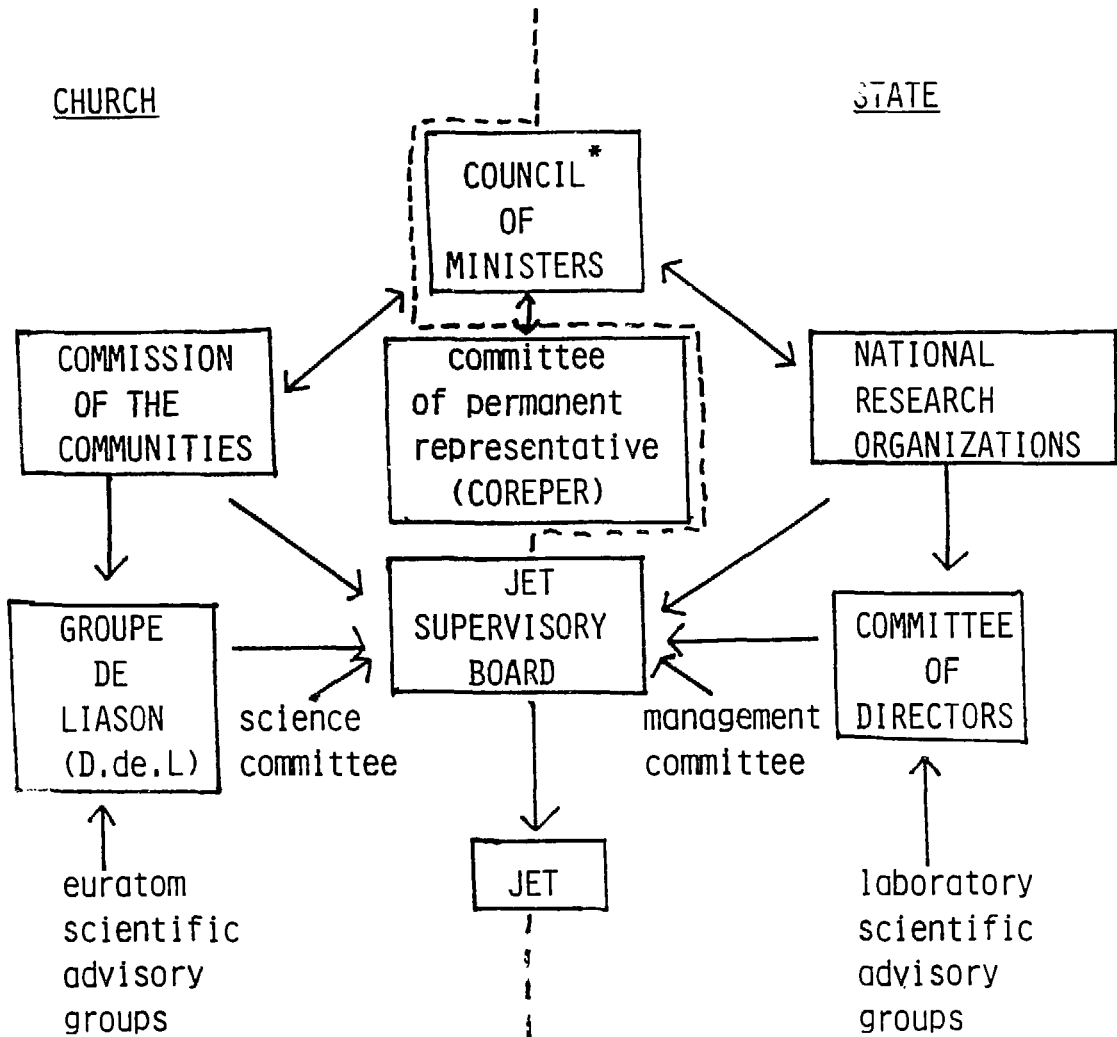 CHURCH
STATE
COUNCIL*
OF
MINISTERS
COMMISSION
OF THE
COMMUNITIES
committee
of permanent
representative
(COREPER)
NATIONAL
RESEARCH
ORGANIZATIONS
GROUPE
DE
LIASON
(D.de.L)
science
committee
JET
SUPERVISORY
BOARD
management
committee
COMMITTEE
OF
DIRECTORS
JET
euratom
scientific
advisory
groups
laboratory
scientific
advisory
groups